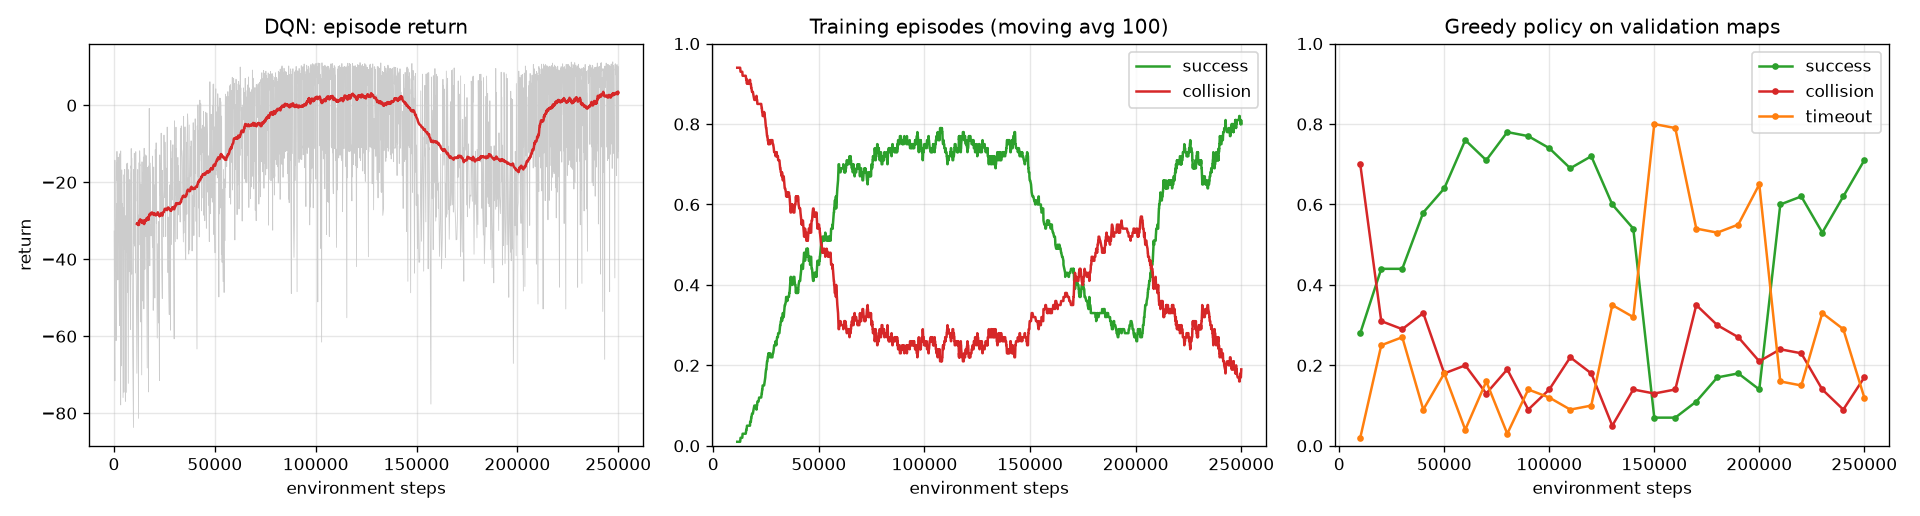 DQN: episode return
0
−20
−40
−60
−80
return
0
50000
100000
150000
200000
250000
environment steps
Training episodes (moving avg 100)
success
collision
1.0
0.8
0.6
0.4
0.2
0.0
0
50000
100000
150000
200000
250000
environment steps
Greedy policy on validation maps
success
collision
timeout
1.0
0.8
0.6
0.4
0.2
0.0
0
50000
100000
150000
200000
250000
environment steps